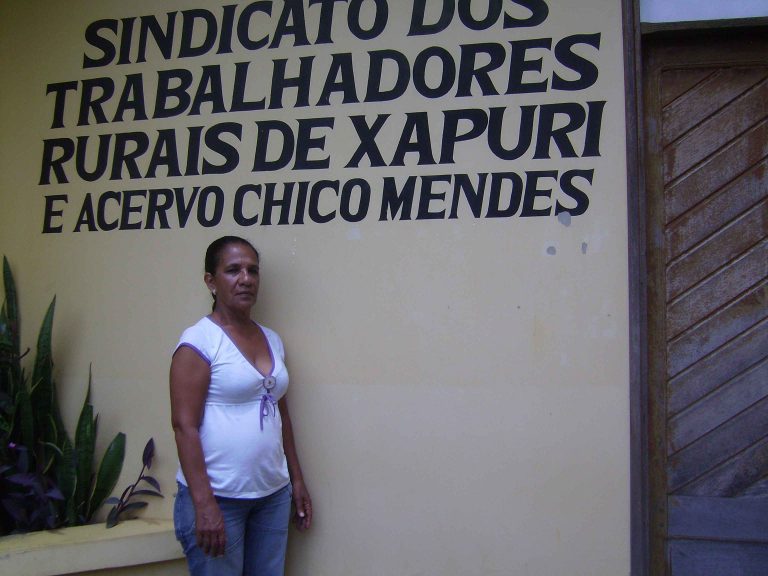 SINDICATO DOS
TRABALHADORES
RURAIS DE XAPURI
E ACERVO CHICO MENDES